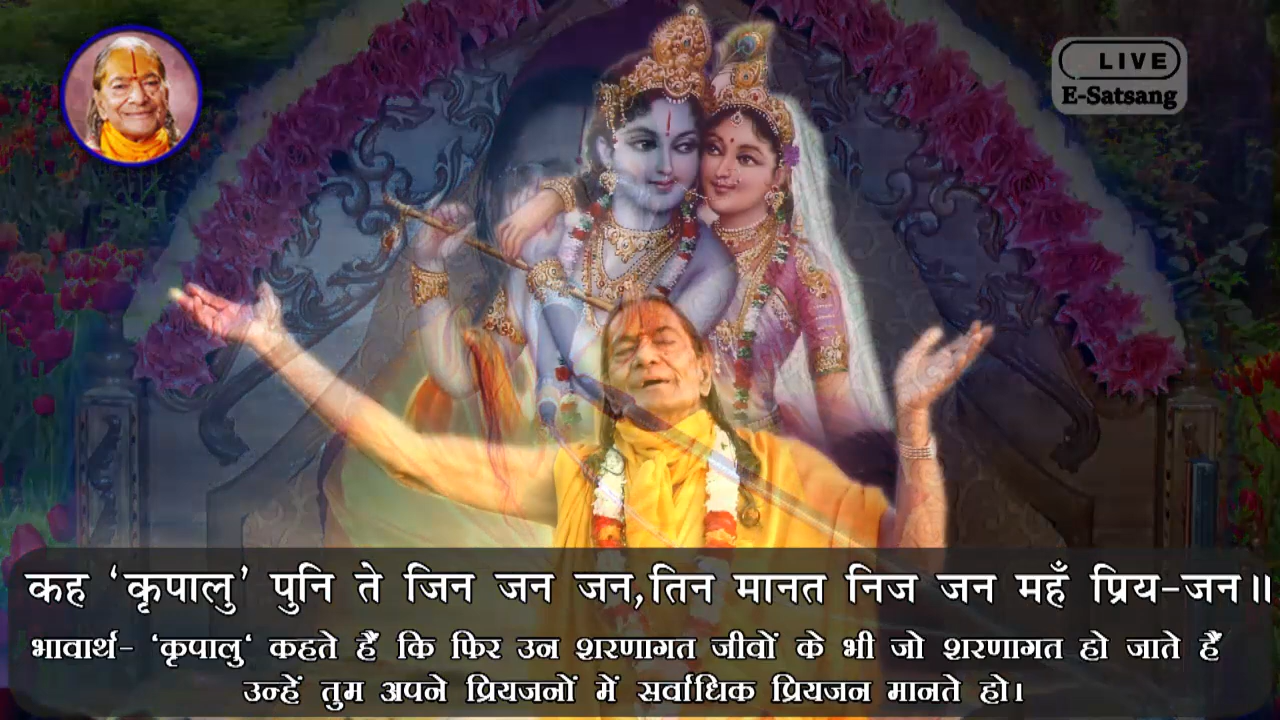 LIVE
E-Satsang
कह ‘कृपालु’ पुनि ते जिन जन जन,तिन मानत निज जन महँ प्रिय-जन॥
भावार्थ- ‘कृपालु‘ कहते हैं कि फिर उन शरणागत जीवों के भी जो शरणागत हो जाते हैं
उन्हें तुम अपने प्रियजनों में सर्वाधिक प्रियजन मानते हो।